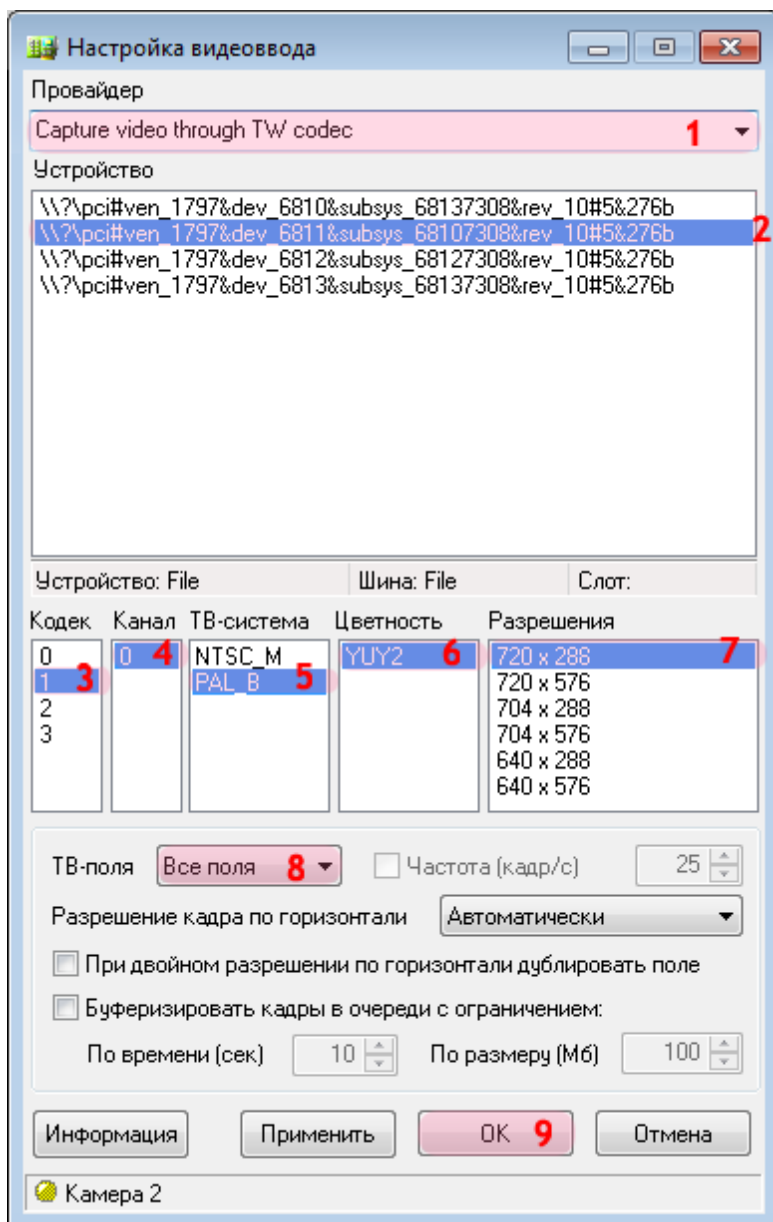 Настройка видеоввода
Провайдер
Capture video through TW codec 1
Устройство
\\?\pci#ven_1797&dev_6810&subsys_68137308&rev_10#5&276b
\\?\pci#ven_1797&dev_6811&subsys_68107308&rev_10#5&276b 2
\\?\pci#ven_1797&dev_6812&subsys_68127308&rev_10#5&276b
\\?\pci#ven_1797&dev_6813&subsys_68137308&rev_10#5&276b
Устройство: File Шина: File Слот:
Кодек Канал ТВ-система Цветность Разрешения
0 0 4 NTSC_M YUY2 6 720 x 288 7
1 3 PAL_B 5 720 x 576
2 704 x 288
3 704 x 576
640 x 288
640 x 576
ТВ-поля Все поля 8 Частота (кадр/с) 25
Разрешение кадра по горизонтали Автоматически
При двойном разрешении по горизонтали дублировать поле
Буферизировать кадры в очереди с ограничением:
По времени (сек) 10 По размеру (Мб) 100
Информация Применить OK 9 Отмена
Камера 2